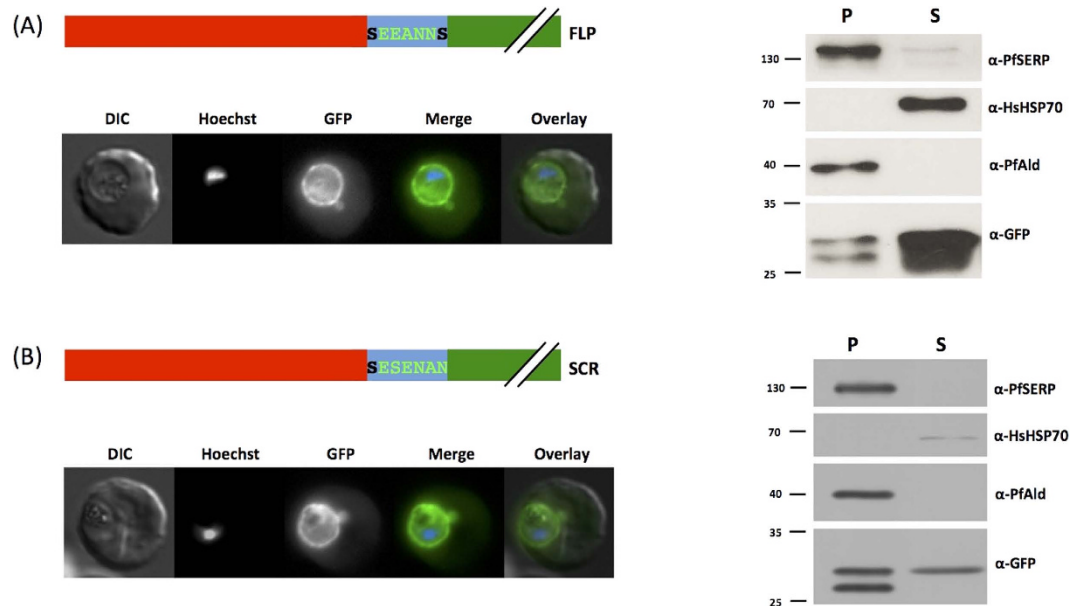 (A)
SEEANNS
FLP
DIC Hoechst GFP Merge Overlay
P S
130
α-PfSERP
70
α-HsHSP70
40
α-PfAld
35
α-GFP
25
(B)
SESENAN
SCR
DIC Hoechst GFP Merge Overlay
P S
130
α-PfSERP
70
α-HsHSP70
40
α-PfAld
35
α-GFP
25